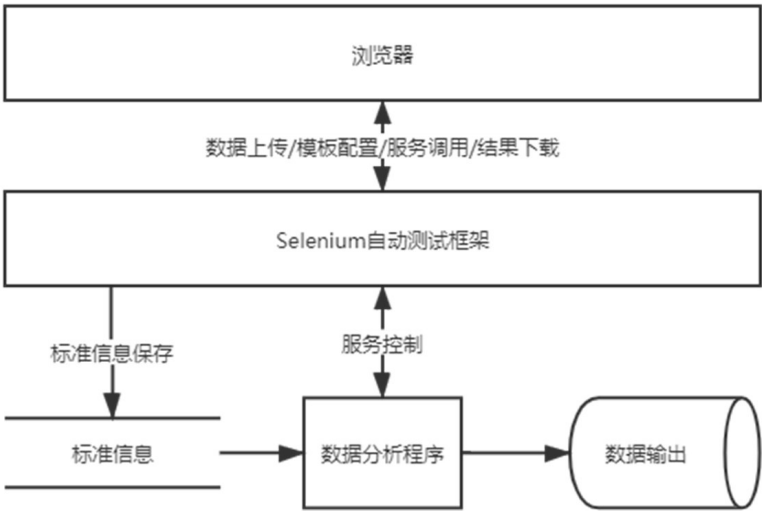 浏览器
数据上传/模板配置/服务调用/结果下载
Selenium自动测试框架
标准信息保存
服务控制
标准信息
数据分析程序
数据输出